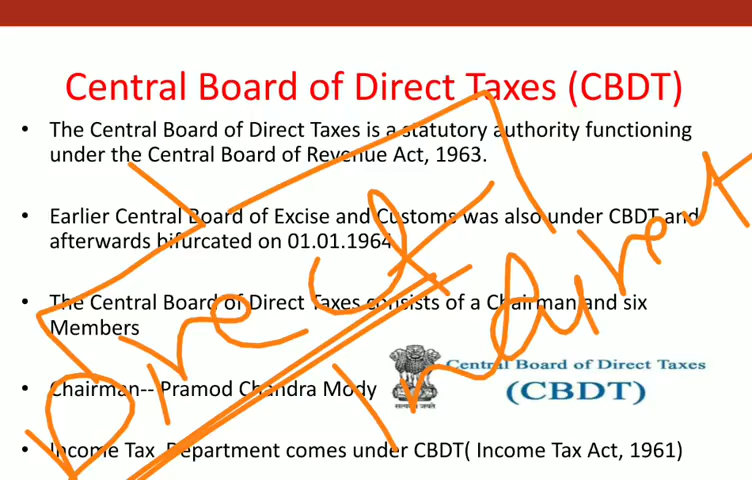 Central Board of Direct Taxes (CBDT)
• The Central Board of Direct Taxes is a statutory authority functioning
under the Central Board of Revenue Act, 1963.
• Earlier Central Board of Excise and Customs was also under CBDT and
afterwards bifurcated on 01.01.1964
• The Central Board of Direct Taxes consists of a Chairman and six
Members
Central Board of Direct Taxes
(CBDT)
सत्यमेव जयते
• Chairman-- Pramod Chandra Mody
• Income Tax Department comes under CBDT( Income Tax Act, 1961)
Direct